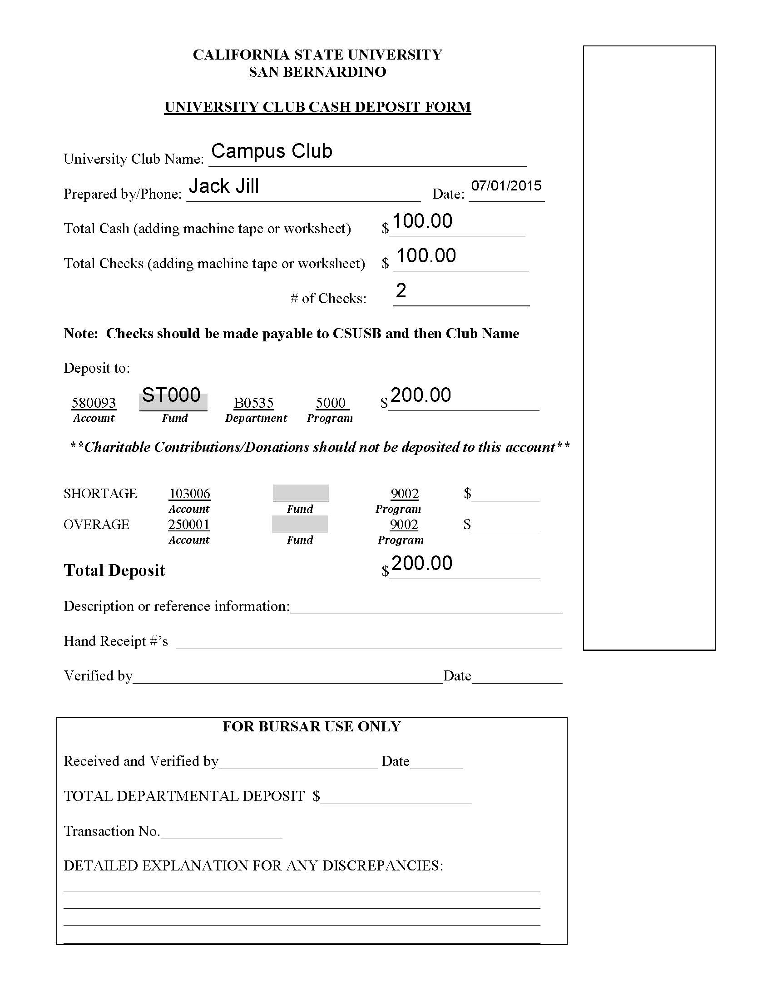 CALIFORNIA STATE UNIVERSITY
SAN BERNARDINO
UNIVERSITY CLUB CASH DEPOSIT FORM
University Club Name: Campus Club
Prepared by/Phone: Jack Jill Date: 07/01/2015
Total Cash (adding machine tape or worksheet) $100.00
Total Checks (adding machine tape or worksheet) $ 100.00
# of Checks: 2
Note: Checks should be made payable to CSUSB and then Club Name
Deposit to:
580093 ST000 B0535 5000 $200.00
Account Fund Department Program
**Charitable Contributions/Donations should not be deposited to this account**
SHORTAGE 103006 9002 $
Account Fund Program
OVERAGE 250001 9002 $
Account Fund Program
Total Deposit $200.00
Description or reference information:
Hand Receipt #’s
Verified by Date
FOR BURSAR USE ONLY
Received and Verified by Date
TOTAL DEPARTMENTAL DEPOSIT $
Transaction No.
DETAILED EXPLANATION FOR ANY DISCREPANCIES: